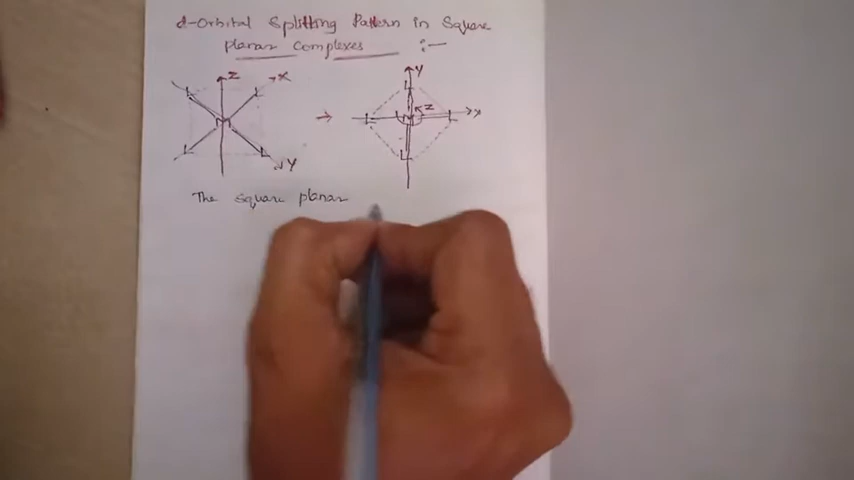 d-Orbital Splitting Pattern in Square
planar Complexes :-
Z X Y
L L M L L
Y
L
L M Z L X
L
The square planar